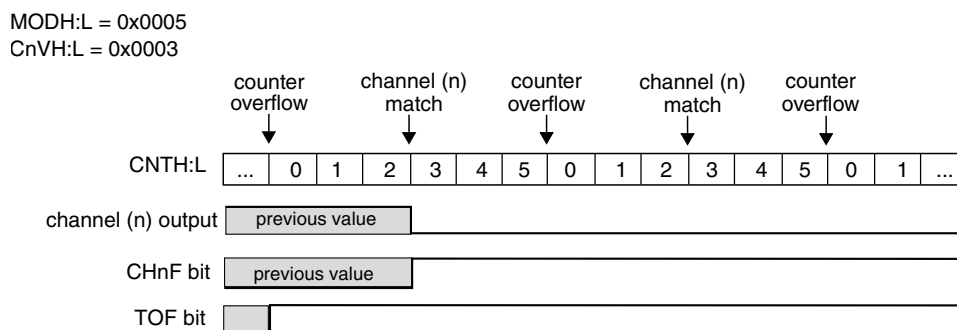 MODH:L = 0x0005
CnVH:L = 0x0003
counter overflow
channel (n) match
counter overflow
channel (n) match
counter overflow
CNTH:L ... 0 1 2 3 4 5 0 1 2 3 4 5 0 1 ...
channel (n) output previous value
CHnF bit previous value
TOF bit